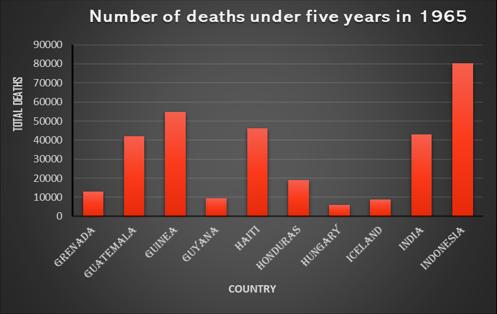 Number of deaths under five years in 1965
TOTAL DEATHS
90000
80000
70000
60000
50000
40000
30000
20000
10000
0
GRENADA
GUATEMALA
GUINEA
GUYANA
HAITI
HONDURAS
HUNGARY
ICELAND
INDIA
INDONESIA
COUNTRY